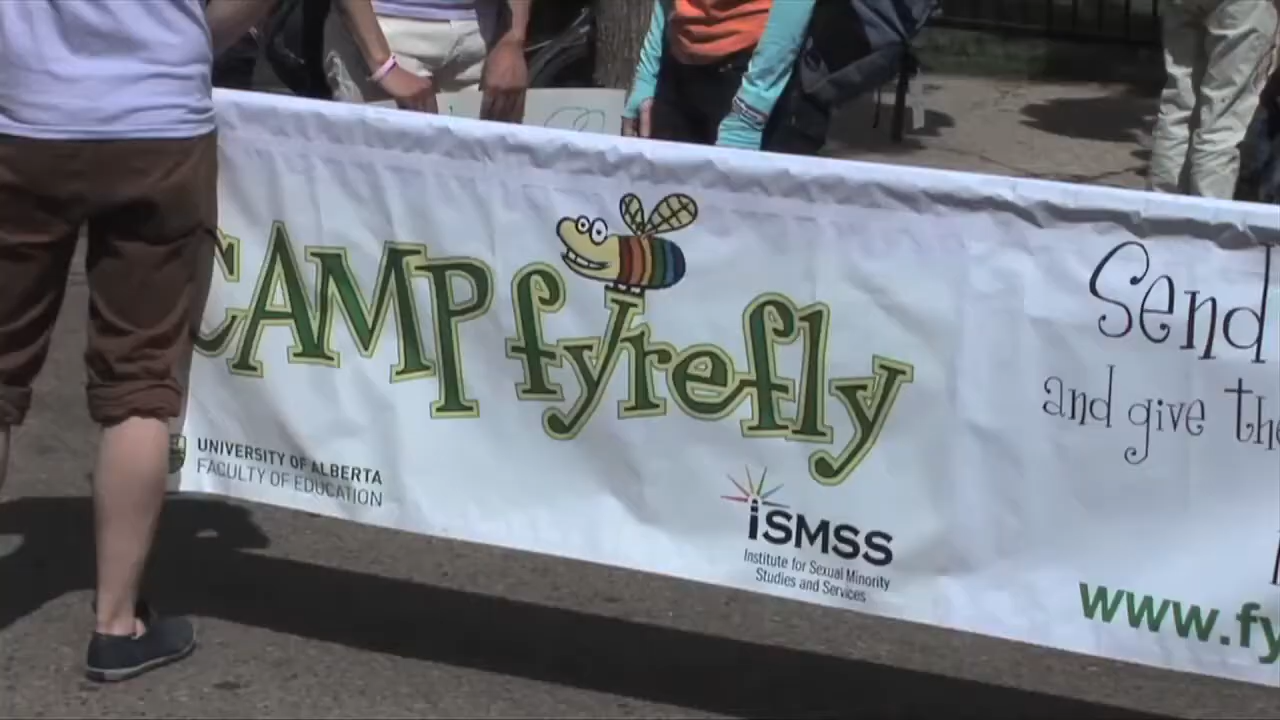 CAMP fyrefly
UNIVERSITY OF ALBERTA
FACULTY OF EDUCATION
iSMSS
Institute for Sexual Minority
Studies and Services
Send
and give the
www.fy